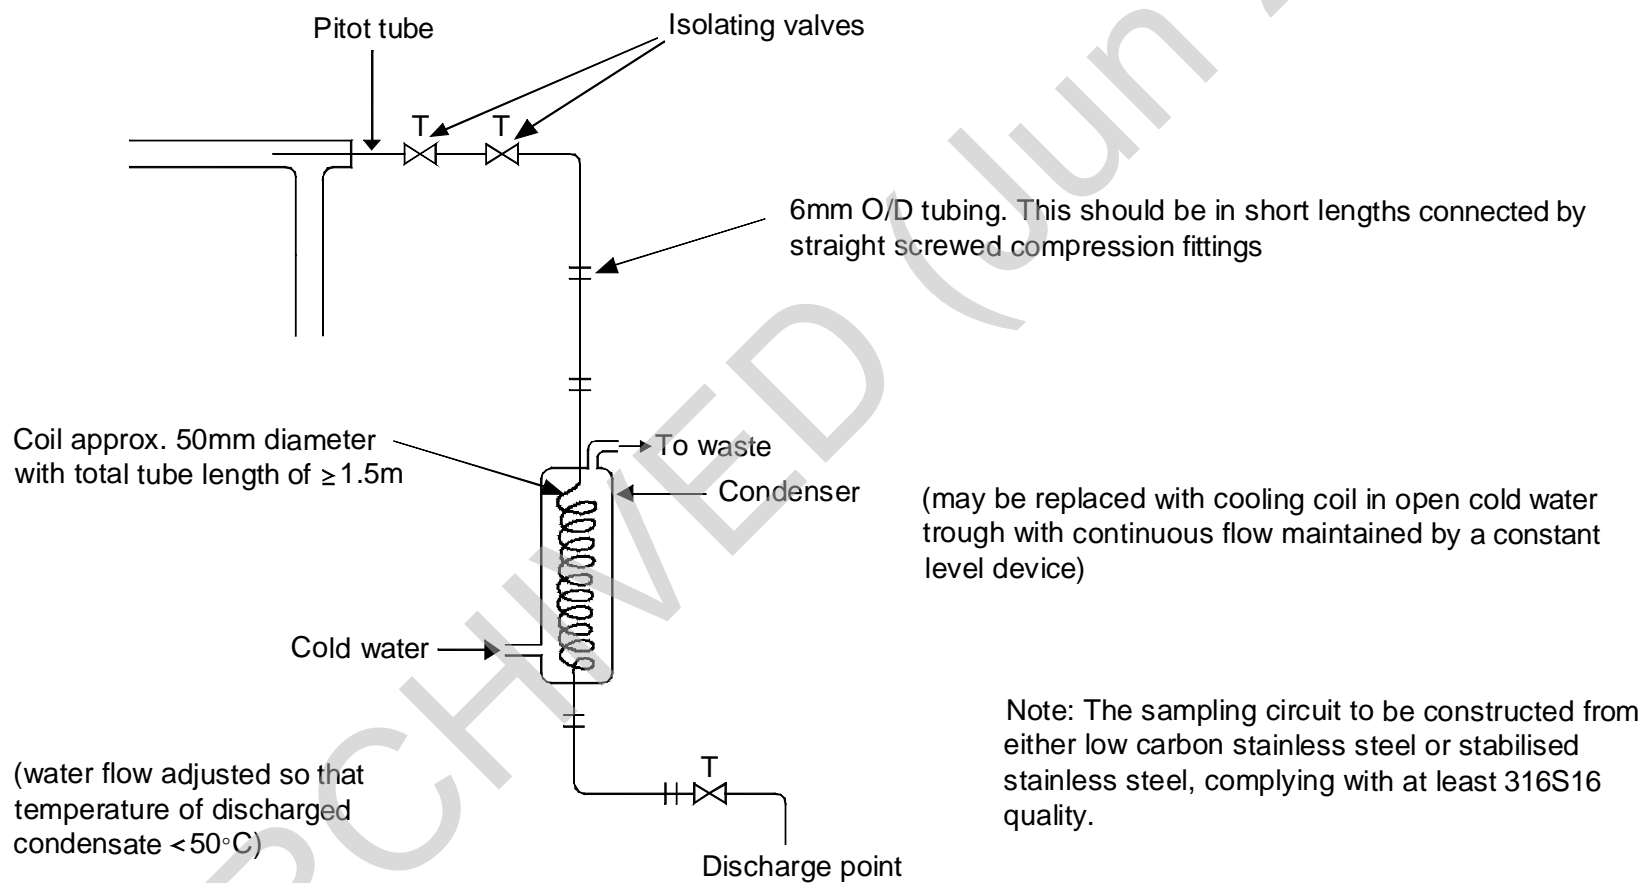 Pitot tube
Isolating valves
T
T
6mm O/D tubing. This should be in short lengths connected by
straight screwed compression fittings
Coil approx. 50mm diameter
with total tube length of ≥1.5m
To waste
Condenser
(may be replaced with cooling coil in open cold water
trough with continuous flow maintained by a constant
level device)
Cold water
Note: The sampling circuit to be constructed from
either low carbon stainless steel or stabilised
stainless steel, complying with at least 316S16
quality.
(water flow adjusted so that
temperature of discharged
condensate <50°C)
T
Discharge point
RCHIVED (Jun